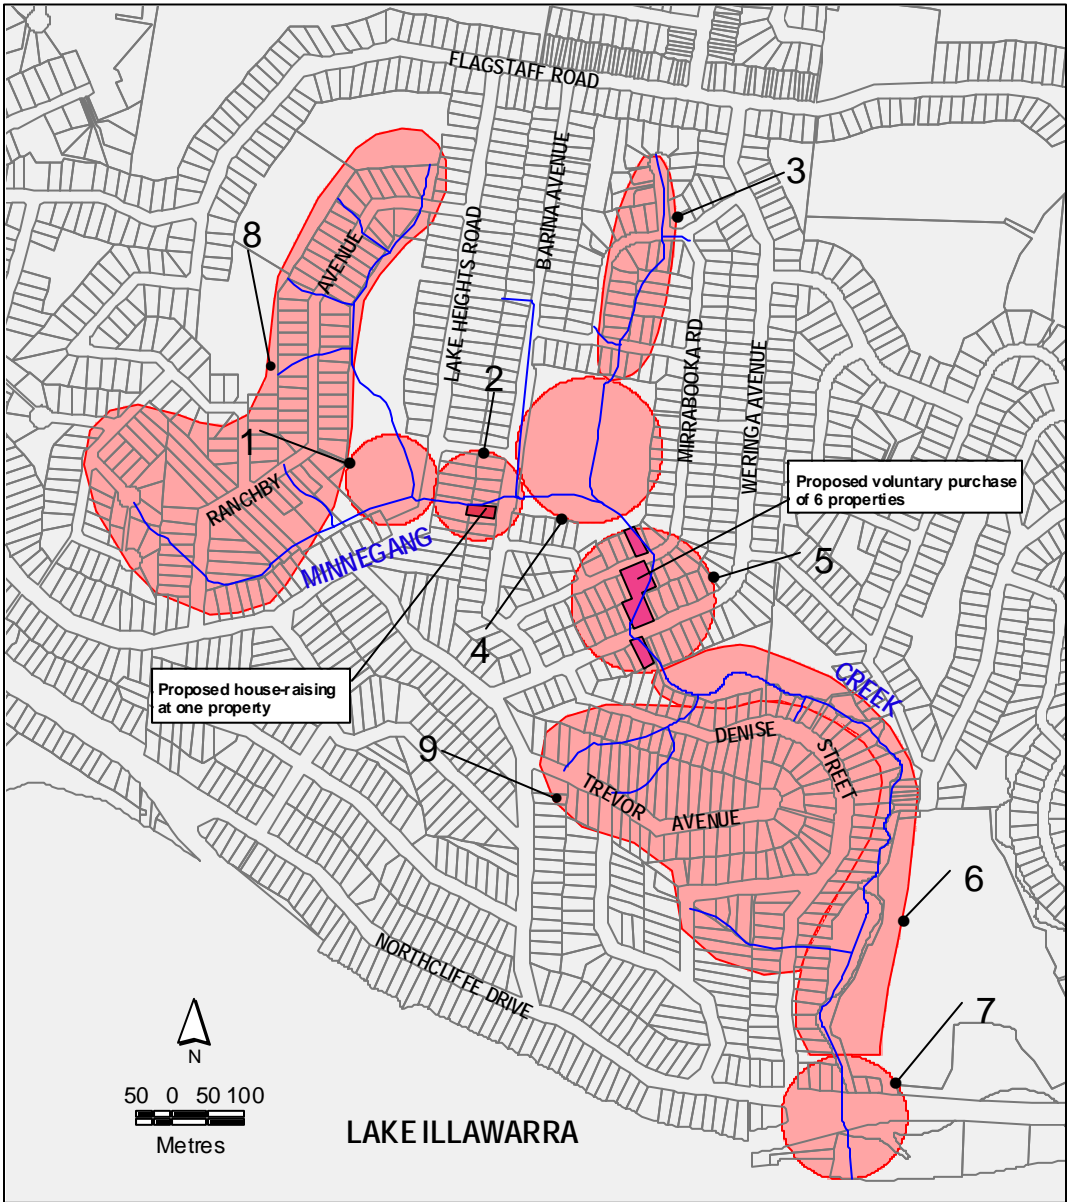 FLAGSTAFF ROAD
BARINA AVENUE
3
8
AVENUE
LAKE HEIGHTS ROAD
MIRRABOOKA RD
WERINGA AVENUE
2
1
Proposed voluntary purchase
of 6 properties
RANCHBY
MINNEGANG
5
4
Proposed house-raising
at one property
CREEK
DENISE
STREET
9
TREVOR
AVENUE
6
NORTHCLIFFE DRIVE
7
N
50 0 50 100
Metres
LAKE ILLAWARRA